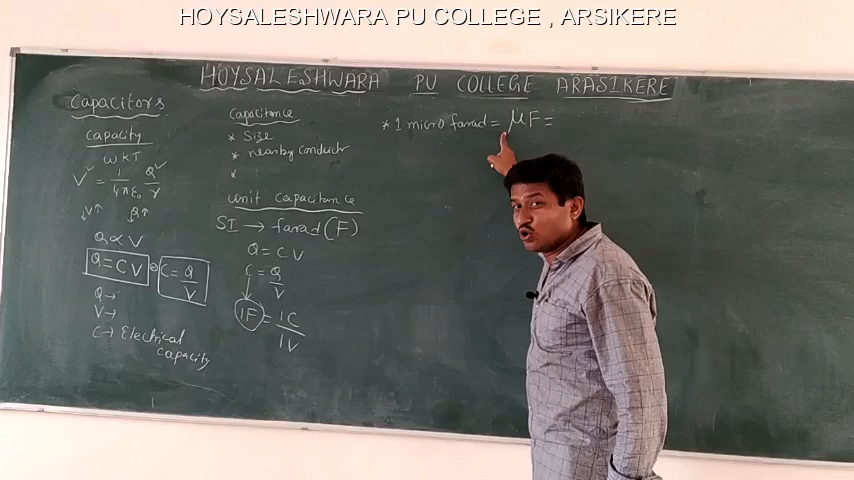 HOYSALESHWARA PU COLLEGE , ARSIKERE
HOYSALESHWARA PU COLLEGE ARASIKERE
Capacitors
Capacity
WKT
V = 1/4πε₀ Q/r
↓V↑ Q↑
Q ∝ V
Q = CV C = Q/V
Q →
V →
C → Electrical
capacity
Capacitance
* Size
* nearby conductor
*
unit capacitance
SI → farad (F)
Q = CV
C = Q/V
1F = 1C/1V
* 1 micro farad = μF =